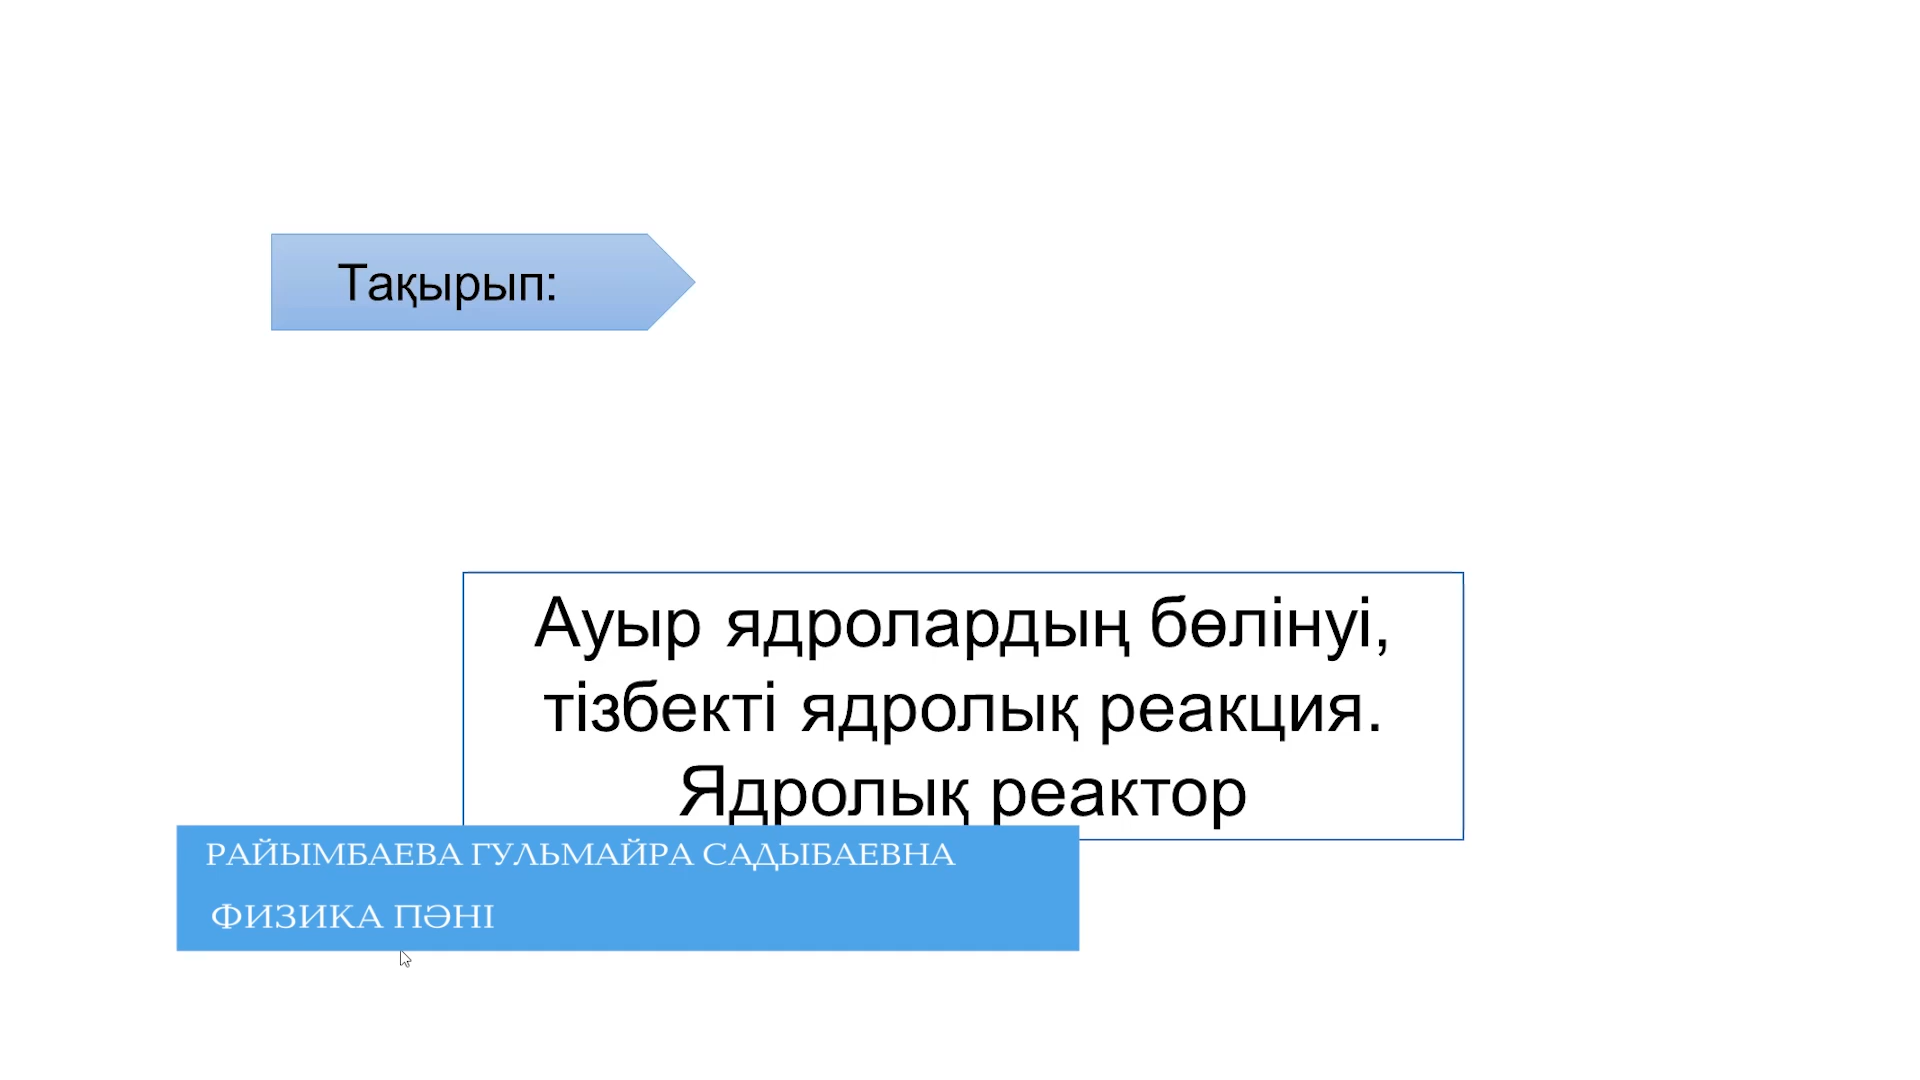 Тақырып:
Ауыр ядролардың бөлінуі,
тізбекті ядролық реакция.
Ядролық реактор
РАЙЫМБАЕВА ГУЛЬМАЙРА САДЫБАЕВНА
ФИЗИКА ПӘНІ